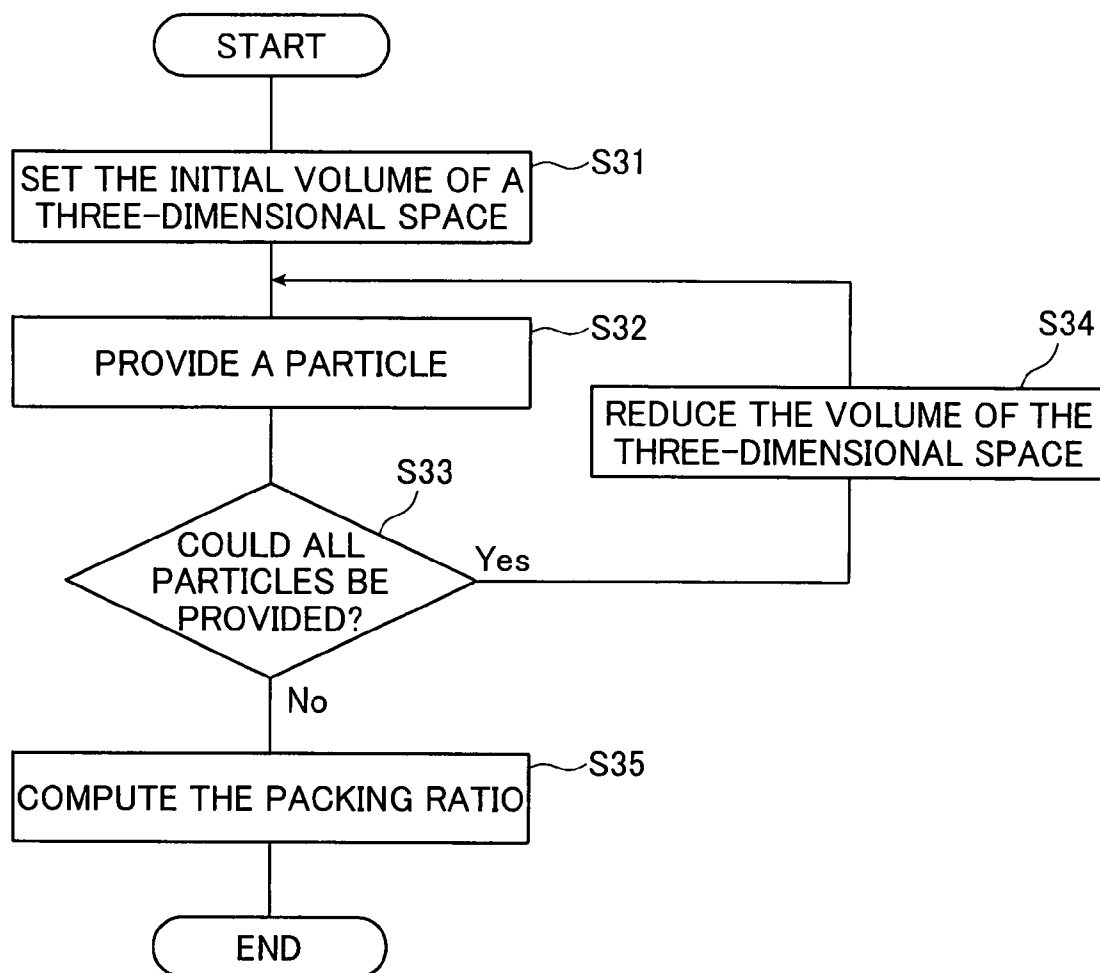 START
S31
SET THE INITIAL VOLUME OF A
THREE-DIMENSIONAL SPACE
S32
PROVIDE A PARTICLE
S34
REDUCE THE VOLUME OF THE
THREE-DIMENSIONAL SPACE
S33
COULD ALL
PARTICLES BE
PROVIDED?
Yes
No
S35
COMPUTE THE PACKING RATIO
END